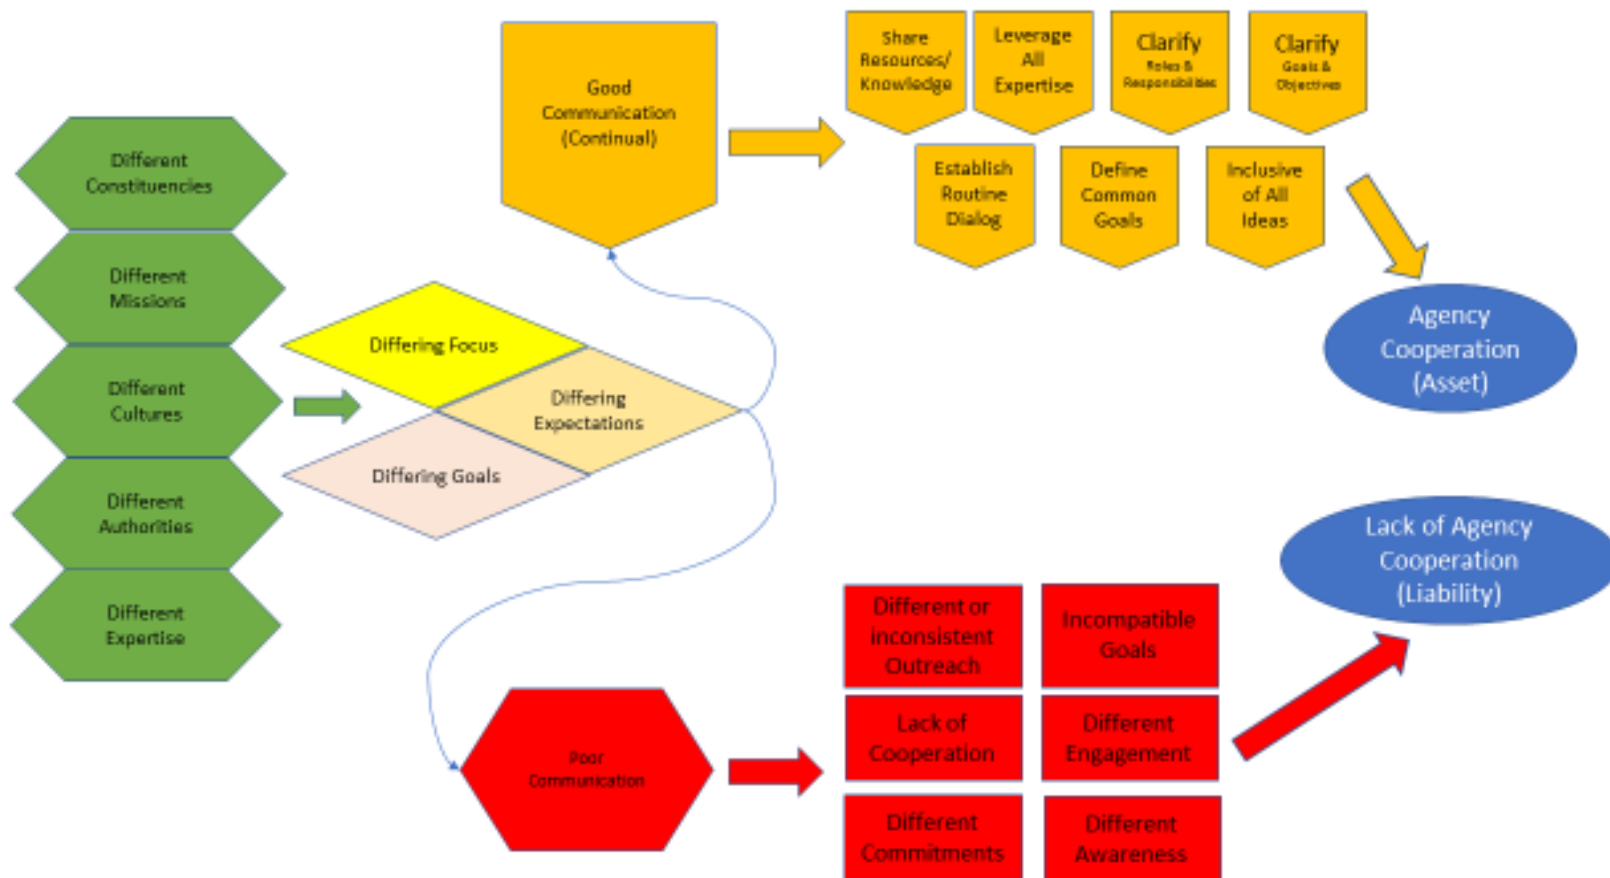 Different
Constituencies
Different
Missions
Different
Cultures
Different
Authorities
Different
Expertise
Differing Focus
Differing
Expectations
Differing Goals
Good
Communication
(Continual)
Share
Resources/
Knowledge
Leverage
All
Expertise
Clarify
Roles &
Responsibilities
Clarify
Goals &
Objectives
Establish
Routine
Dialog
Define
Common
Goals
Inclusive
of All
Ideas
Agency
Cooperation
(Asset)
Poor
Communication
Different or
inconsistent
Outreach
Incompatible
Goals
Lack of
Cooperation
Different
Engagement
Different
Commitments
Different
Awareness
Lack of Agency
Cooperation
(Liability)